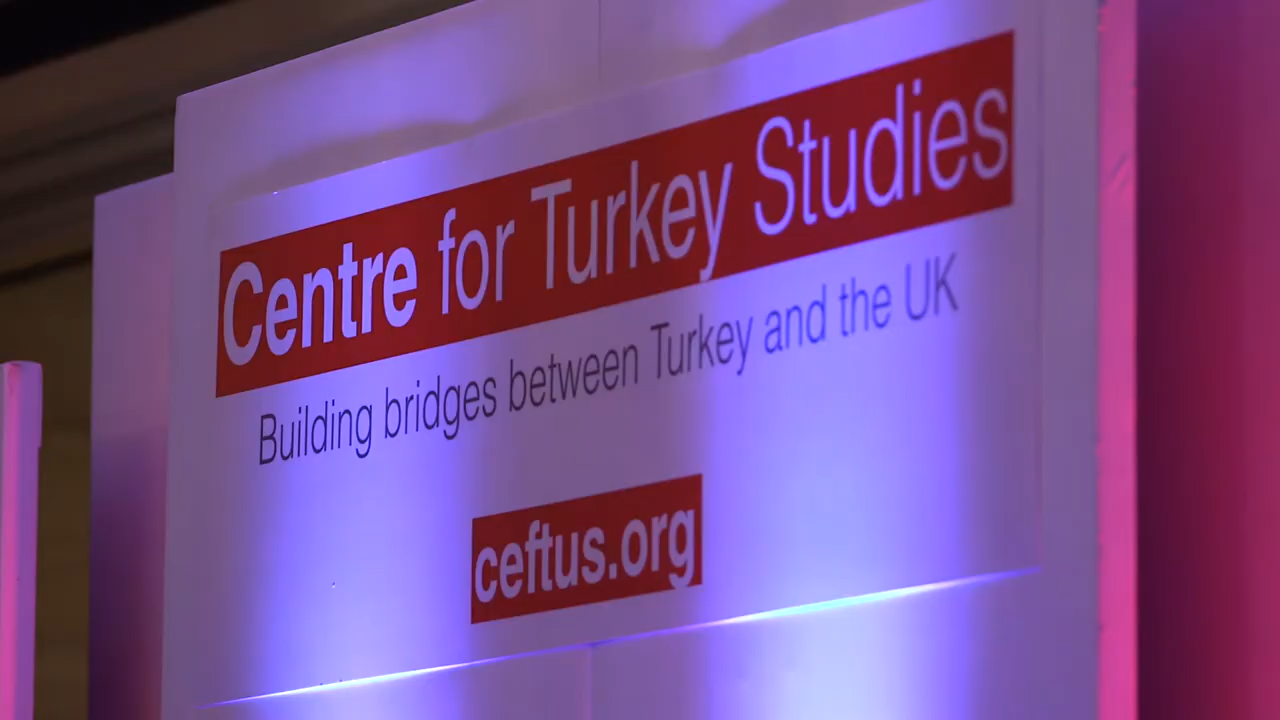 Centre for Turkey Studies
Building bridges between Turkey and the UK
ceftus.org